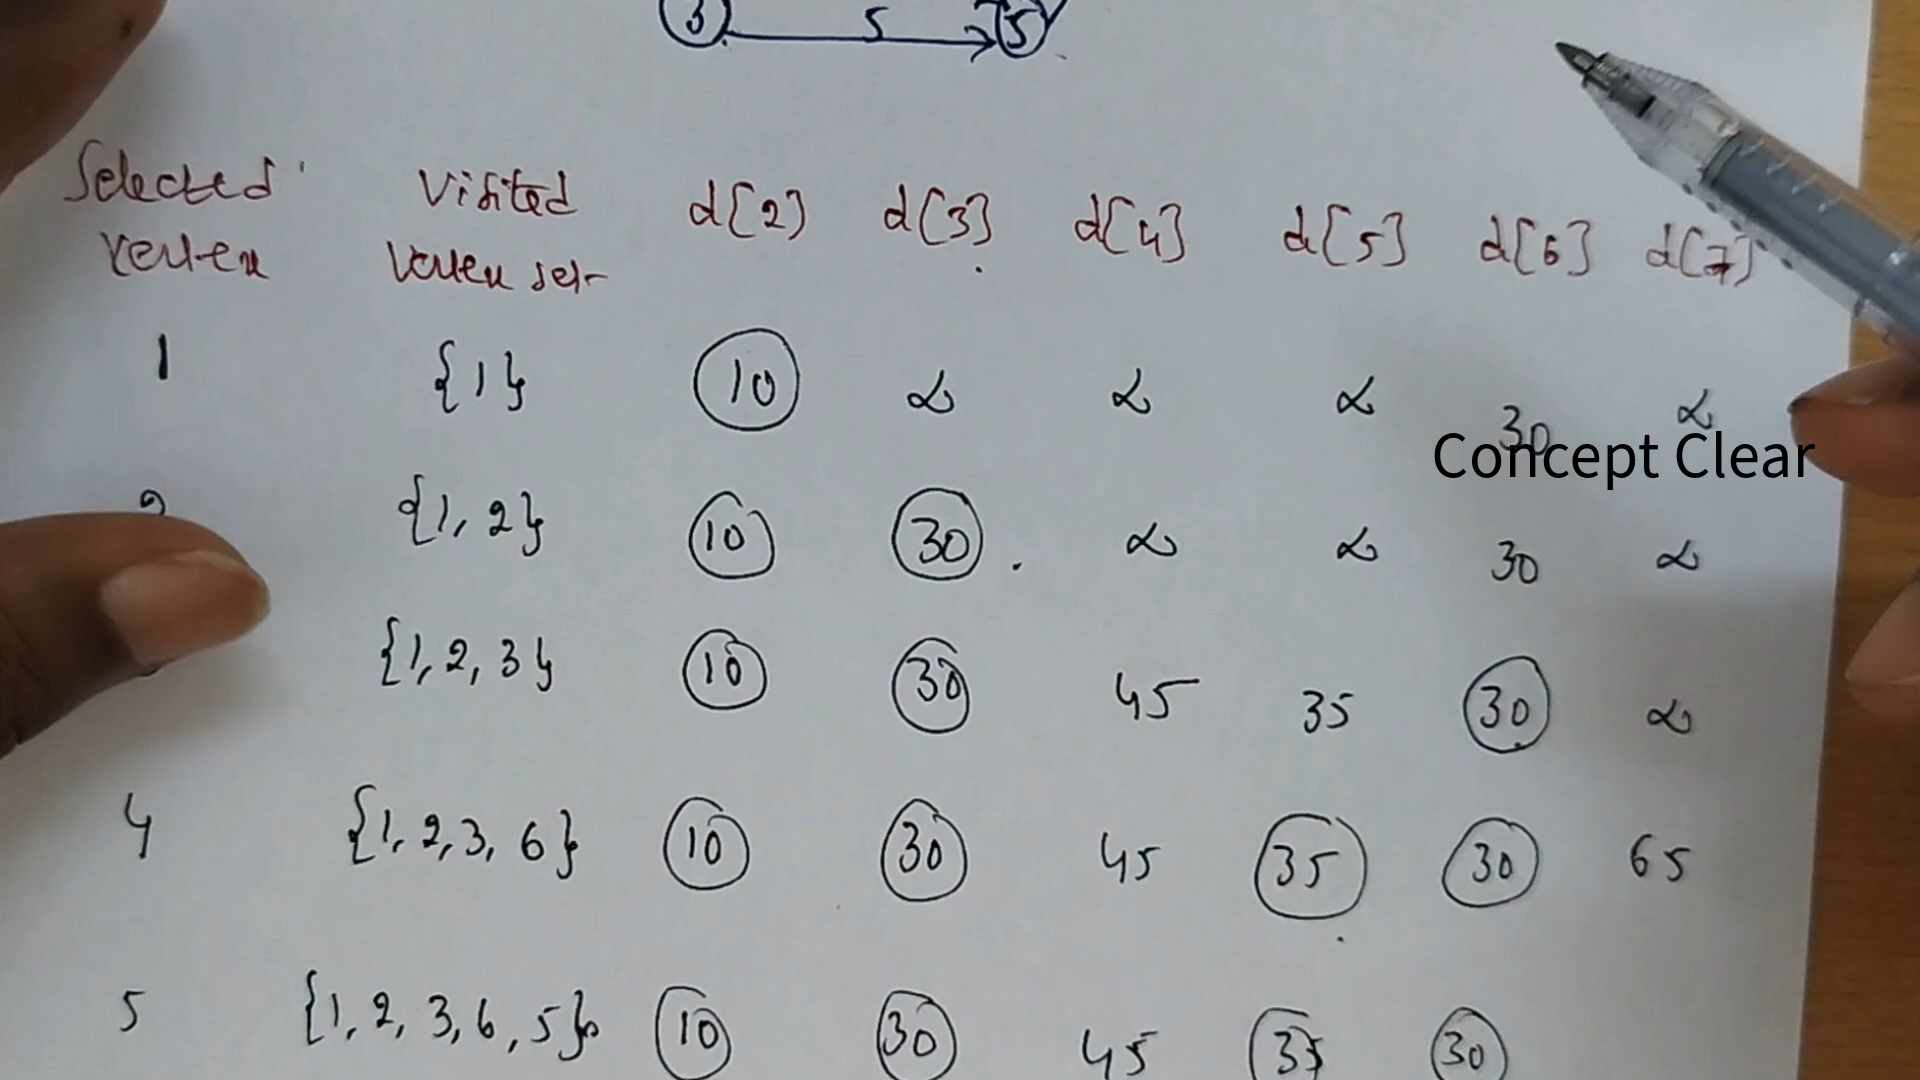 3 5 5
Selected Visited d[2] d[3] d[4] d[5] d[6] d[7]
Vertex Vertex set
1 {1} 10 ∞ ∞ ∞ 30 ∞
Concept Clear
2 {1, 2} 10 30 ∞ ∞ 30 ∞
{1, 2, 3} 10 30 45 35 30 ∞
4 {1, 2, 3, 6} 10 30 45 35 30 65
5 {1, 2, 3, 6, 5} 10 30 45 35 30